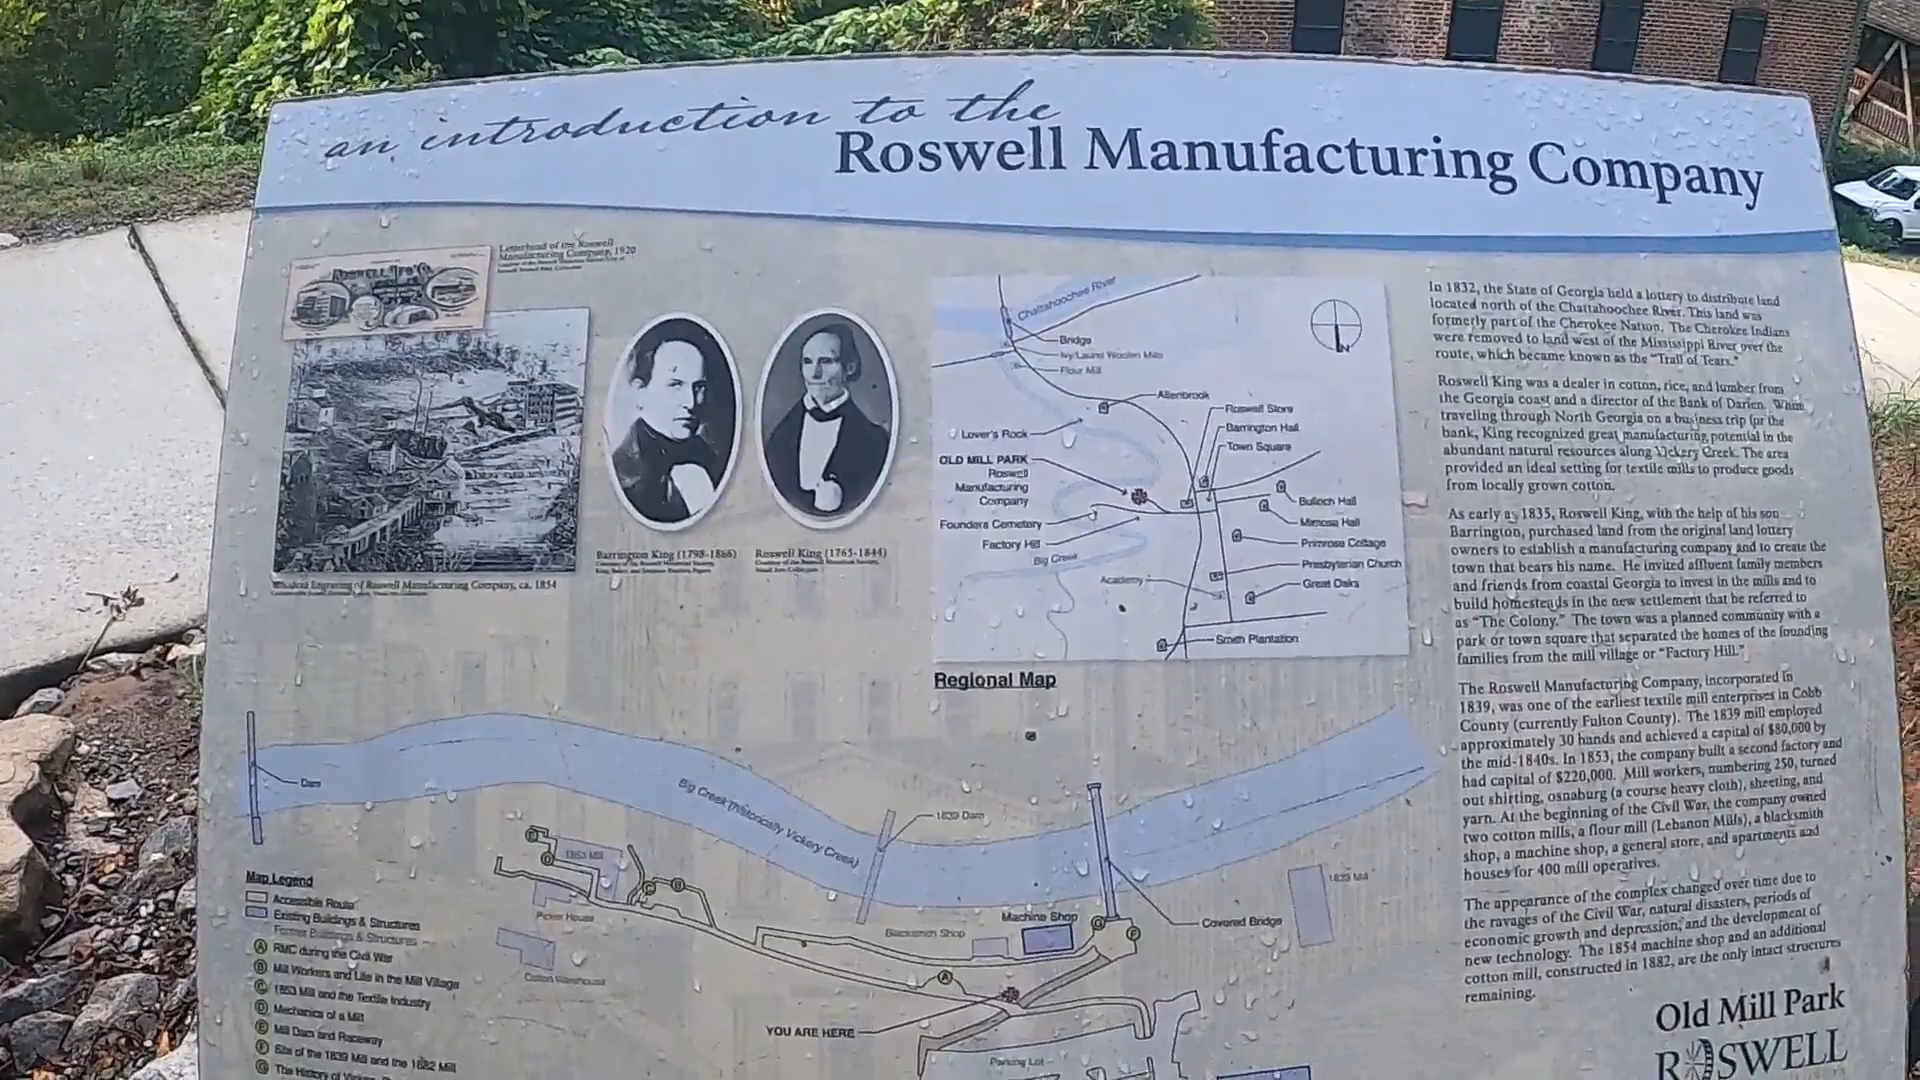 an introduction to the
Roswell Manufacturing Company
Letterhead of the Roswell
Manufacturing Company, 1920
Barrington King (1798-1866)
Roswell King (1765-1844)
Engraving of Roswell Manufacturing Company, ca. 1854
Chattahoochee River
Bridge
Ivy/Laurel Woolen Mills
Flour Mill
Allenbrook
Roswell Store
Barrington Hall
Town Square
Lover's Rock
OLD MILL PARK
Roswell
Manufacturing
Company
Founders Cemetery
Factory Hill
Big Creek
Academy
Bulloch Hall
Mimosa Hall
Primrose Cottage
Presbyterian Church
Great Oaks
Smith Plantation
N
Regional Map
In 1832, the State of Georgia held a lottery to distribute land
located north of the Chattahoochee River. This land was
formerly part of the Cherokee Nation. The Cherokee Indians
were removed to land west of the Mississippi River over the
route, which became known as the "Trail of Tears."
Roswell King was a dealer in cotton, rice, and lumber from
the Georgia coast and a director of the Bank of Darien. While
traveling through North Georgia on a business trip for the
bank, King recognized great manufacturing potential in the
abundant natural resources along Vickery Creek. The area
provided an ideal setting for textile mills to produce goods
from locally grown cotton.
As early as 1835, Roswell King, with the help of his son
Barrington, purchased land from the original land lottery
owners to establish a manufacturing company and to create the
town that bears his name. He invited affluent family members
and friends from coastal Georgia to invest in the mills and to
build homesteads in the new settlement that he referred to
as "The Colony." The town was a planned community with a
park or town square that separated the homes of the founding
families from the mill village or "Factory Hill."
The Roswell Manufacturing Company, incorporated in
1839, was one of the earliest textile mill enterprises in Cobb
County (currently Fulton County). The 1839 mill employed
approximately 30 hands and achieved a capital of $80,000 by
the mid-1840s. In 1853, the company built a second factory and
had capital of $220,000. Mill workers, numbering 250, turned
out shirting, osnaburg (a course heavy cloth), sheeting, and
yarn. At the beginning of the Civil War, the company owned
two cotton mills, a flour mill (Lebanon Mills), a blacksmith
shop, a machine shop, a general store, and apartments and
houses for 400 mill operatives.
The appearance of the complex changed over time due to
the ravages of the Civil War, natural disasters, periods of
economic growth and depression, and the development of
new technology. The 1854 machine shop and an additional
cotton mill, constructed in 1882, are the only intact structures
remaining.
Dam
Big Creek (Historically Vickery Creek)
1839 Dam
1853 Mill
Picker House
Cotton Warehouse
Blacksmith Shop
Machine Shop
Covered Bridge
1839 Mill
YOU ARE HERE
Parking Lot
Map Legend
Accessible Route
Existing Buildings & Structures
Former Buildings & Structures
A RMC during the Civil War
B Mill Workers and Life in the Mill Village
C 1853 Mill and the Textile Industry
D Mechanics of a Mill
E Mill Dam and Raceway
F Site of the 1839 Mill and the 1882 Mill
G The History of
Old Mill Park
ROSWELL